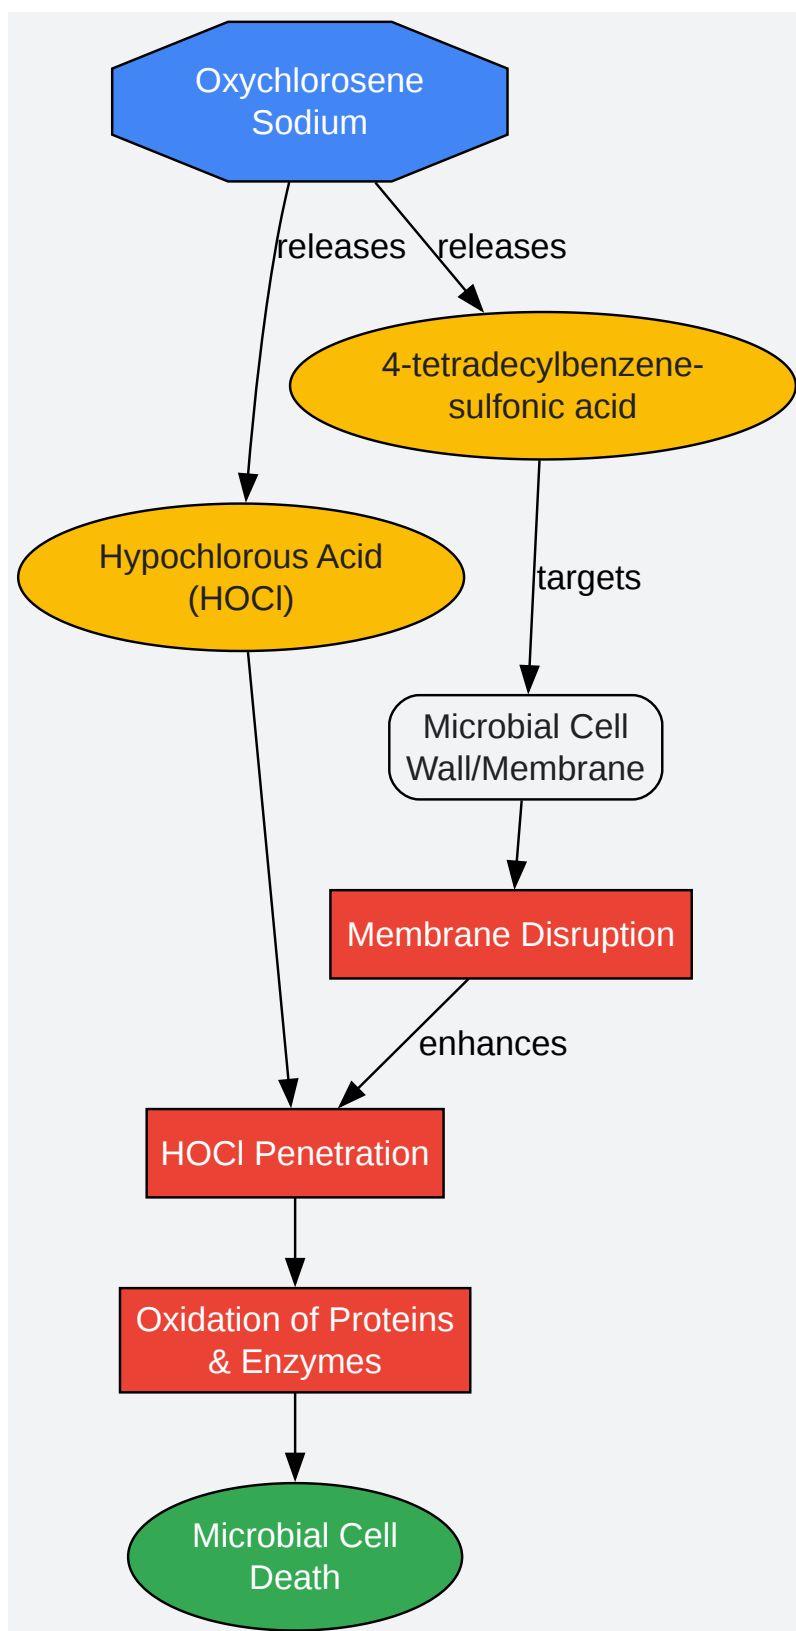 Oxychlorosene
Sodium
releases
releases
4-tetradecylbenzene-
sulfonic acid
Hypochlorous Acid
(HOCl)
targets
Microbial Cell
Wall/Membrane
Membrane Disruption
enhances
HOCl Penetration
Oxidation of Proteins
& Enzymes
Microbial Cell
Death